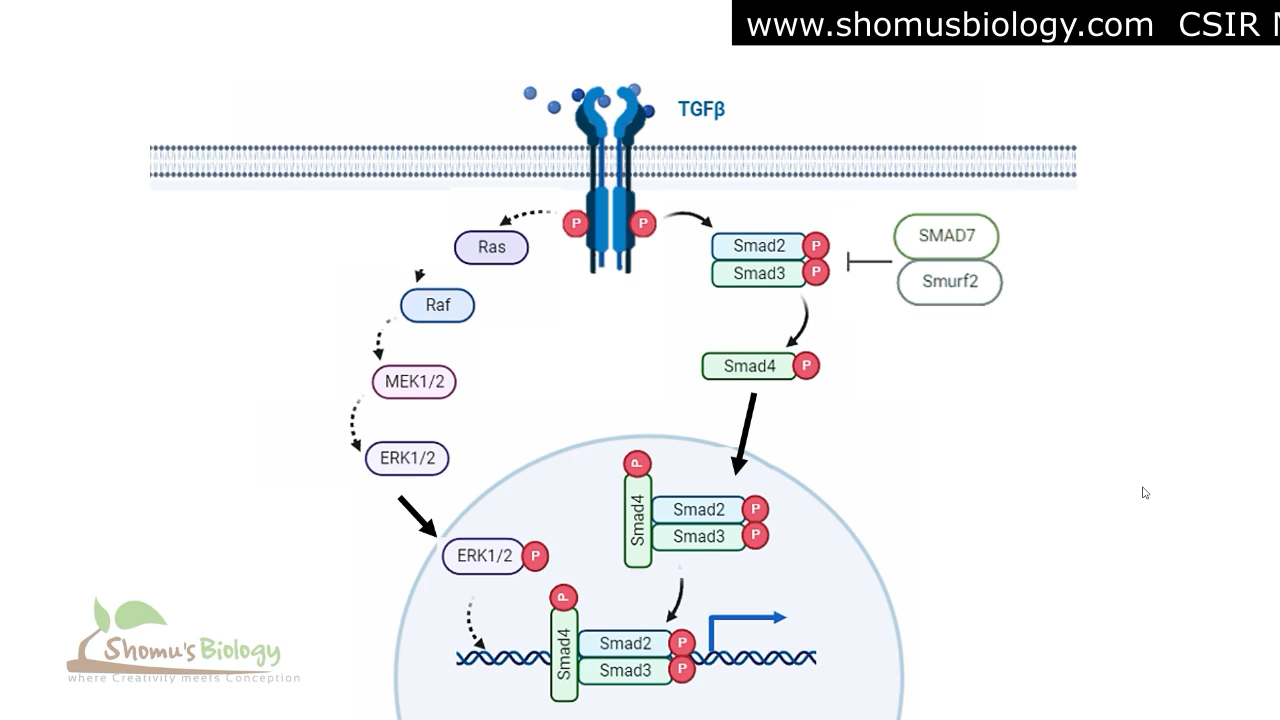 www.shomusbiology.com CSIR N
TGFβ
P
P
Ras
Smad2
P
Smad3
P
SMAD7
Smurf2
Raf
Smad4
P
MEK1/2
ERK1/2
P
Smad4
Smad2
P
Smad3
P
ERK1/2
P
P
Smad4
Smad2
P
Smad3
P
Shomu's Biology
where Creativity meets Conception